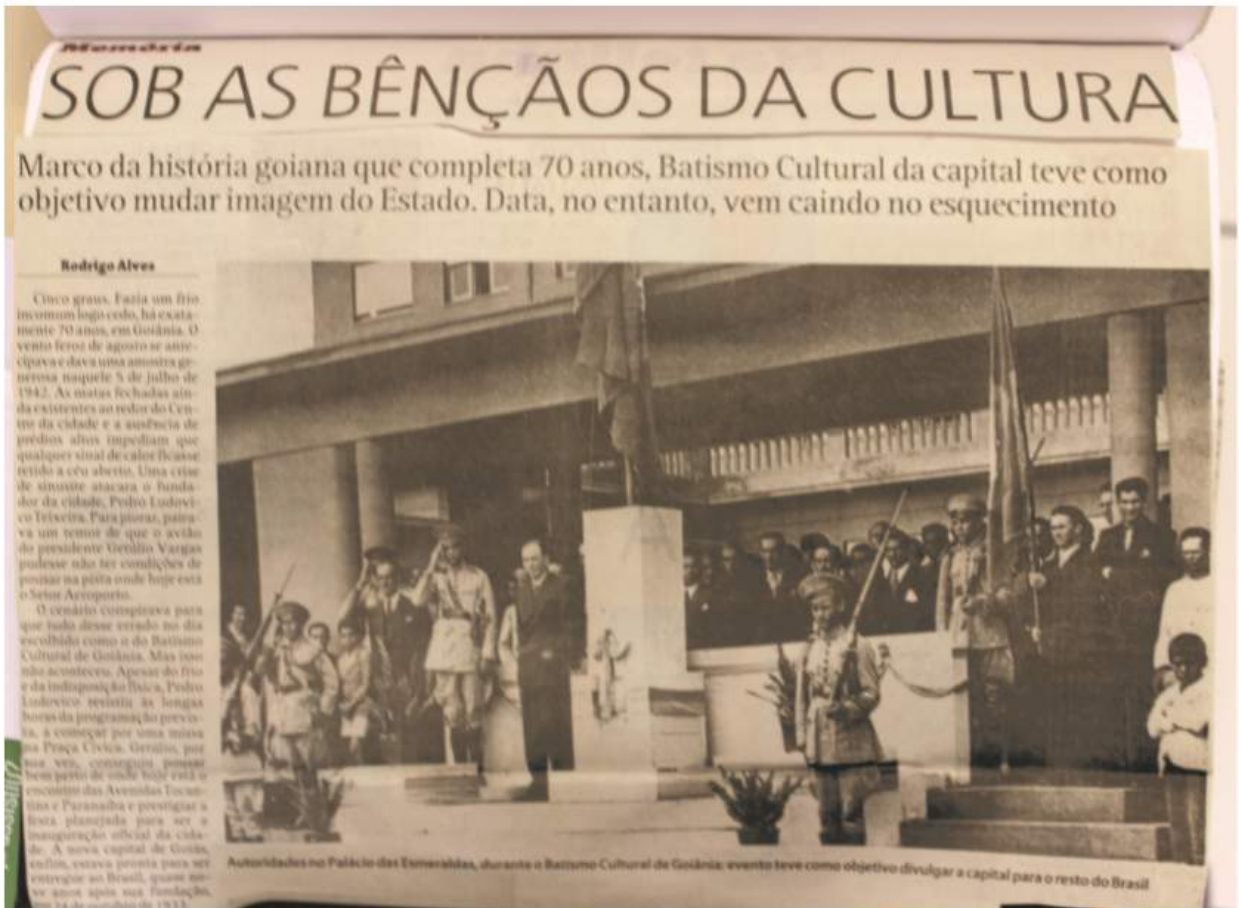 Memória
SOB AS BÊNÇÃOS DA CULTURA
Marco da história goiana que completa 70 anos, Batismo Cultural da capital teve como
objetivo mudar imagem do Estado. Data, no entanto, vem caindo no esquecimento
Rodrigo Alves
Cinco graus. Fazia um frio
incomum logo cedo, há exata-
mente 70 anos, em Goiânia. O
vento feroz de agosto se ante-
cipava e dava uma amostra ge-
nerosa naquele 5 de julho de
1942. As matas fechadas ain-
da existentes ao redor do Cen-
tro da cidade e a ausência de
prédios altos impediam que
qualquer sinal de calor ficasse
retido a céu aberto. Uma crise
de sinusite atacara o funda-
dor da cidade, Pedro Ludovi-
co Teixeira. Para piorar, paira-
va um temor de que o avião
do presidente Getúlio Vargas
pudesse não ter condições de
pousar na pista onde hoje está
o Setor Aeroporto.
O cenário conspirava para
que tudo desse errado no dia
escolhido como o do Batismo
Cultural de Goiânia. Mas isso
não aconteceu. Apesar do frio
e da indisposição física, Pedro
Ludovico resistiu às longas
horas da programação previs-
ta, a começar por uma missa
na Praça Cívica. Getúlio, por
sua vez, conseguiu pousar
bem perto de onde hoje está o
encontro das Avenidas Tocan-
tins e Paranaíba e prestigiar a
festa planejada para ser a
inauguração oficial da cida-
de. A nova capital de Goiás,
enfim, estava pronta para ser
entregue ao Brasil, quase no-
ve anos após sua fundação,
em 24 de outubro de 1933.
Autoridades no Palácio das Esmeraldas, durante o Batismo Cultural de Goiânia: evento teve como objetivo divulgar a capital para o resto do Brasil